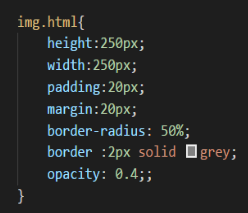 img.html{
height:250px;
width:250px;
padding:20px;
margin:20px;
border-radius: 50%;
border :2px solid grey;
opacity: 0.4;;
}